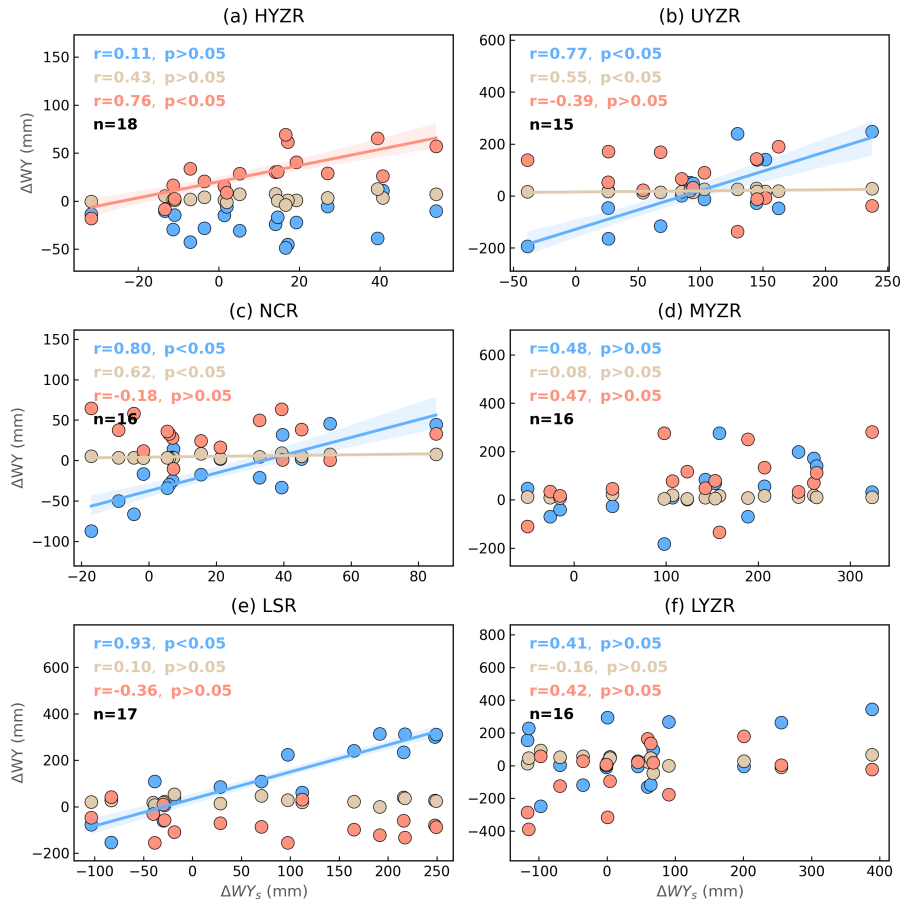 (a) HYZR
r=0.11, p>0.05
r=0.43, p>0.05
r=0.76, p<0.05
n=18
150
100
50
0
−50
ΔWY (mm)
−20 0 20 40
(b) UYZR
r=0.77, p<0.05
r=0.55, p<0.05
r=-0.39, p>0.05
n=15
600
400
200
0
−200
−50 0 50 100 150 200 250
(c) NCR
r=0.80, p<0.05
r=0.62, p<0.05
r=-0.18, p>0.05
n=16
150
100
50
0
−50
−100
ΔWY (mm)
−20 0 20 40 60 80
(d) MYZR
r=0.48, p>0.05
r=0.08, p>0.05
r=0.47, p>0.05
n=16
600
400
200
0
−200
0 100 200 300
(e) LSR
r=0.93, p<0.05
r=0.10, p>0.05
r=-0.36, p>0.05
n=17
600
400
200
0
−200
ΔWY (mm)
−100 −50 0 50 100 150 200 250
ΔWYs (mm)
(f) LYZR
r=0.41, p>0.05
r=-0.16, p>0.05
r=0.42, p>0.05
n=16
800
600
400
200
0
−200
−400
−100 0 100 200 300 400
ΔWYs (mm)